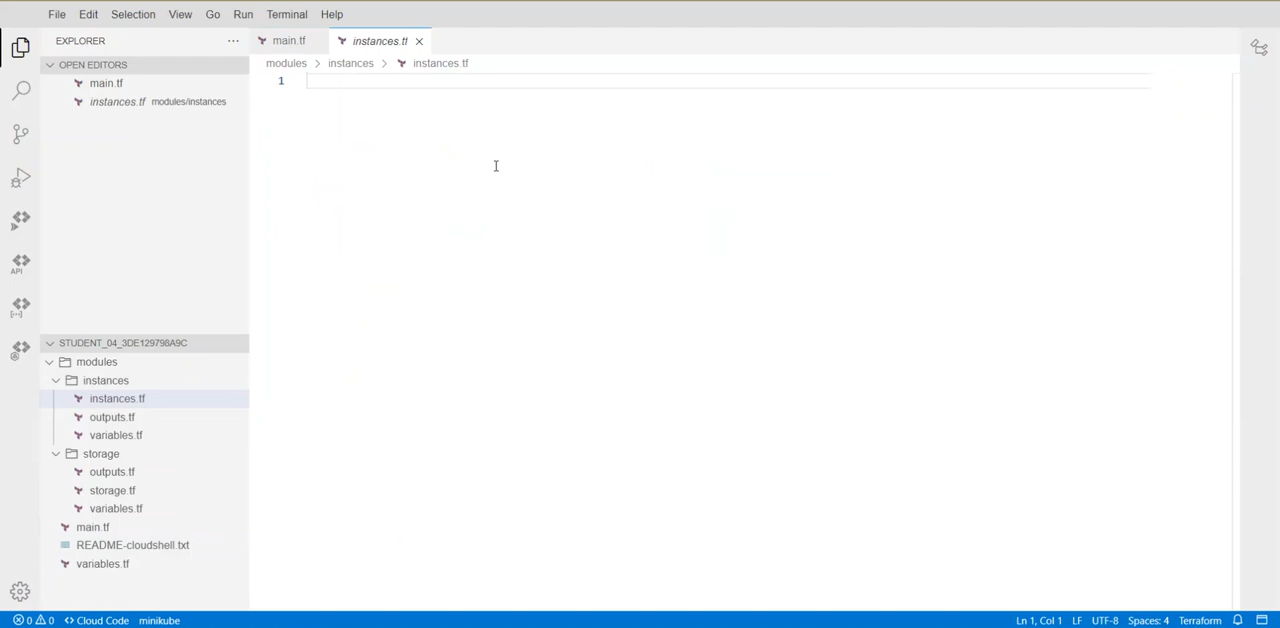 File Edit Selection View Go Run Terminal Help
EXPLORER
main.tf instances.tf
OPEN EDITORS
modules instances instances.tf
main.tf
1
instances.tf modules/instances
API
STUDENT_04_3DE129798A9C
modules
instances
instances.tf
outputs.tf
variables.tf
storage
outputs.tf
storage.tf
variables.tf
main.tf
README-cloudshell.txt
variables.tf
0 0 Cloud Code minikube Ln 1, Col 1 LF UTF-8 Spaces: 4 Terraform